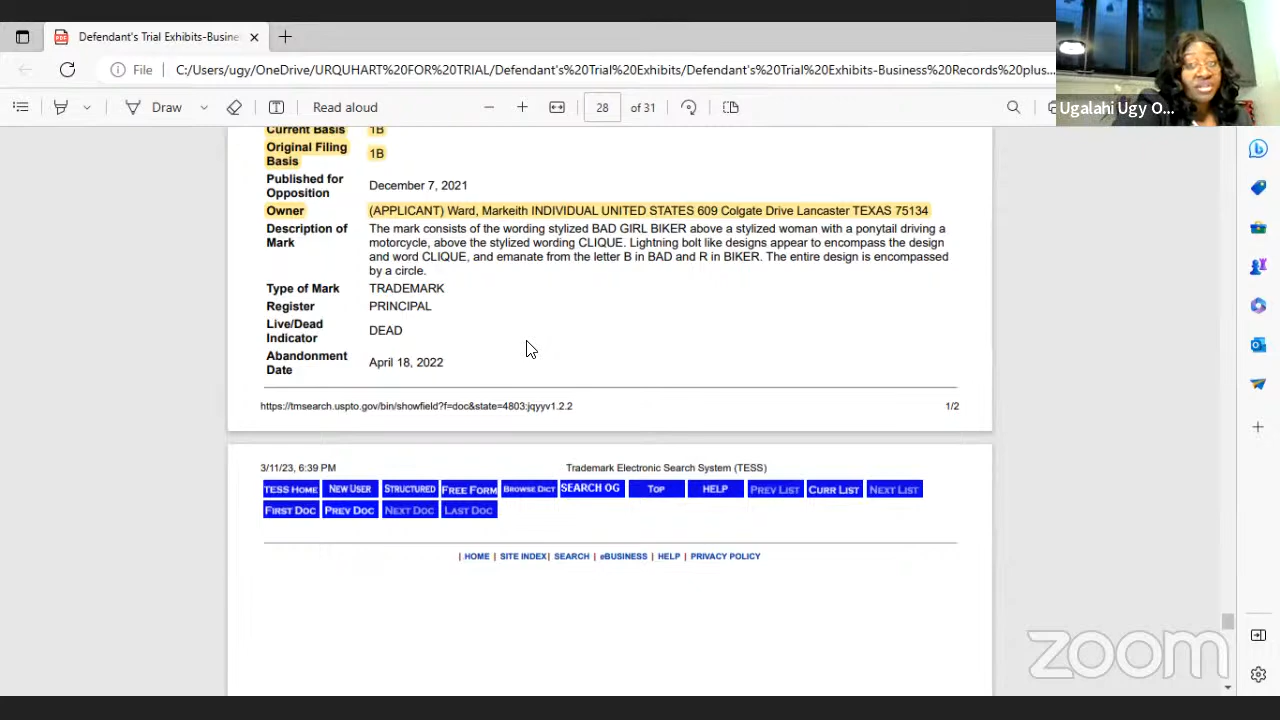 Defendant's Trial Exhibits-Busine
File
C:/Users/ugy/OneDrive/URQUHART%20FOR%20TRIAL/Defendant's%20Trial%20Exhibits/Defendant's%20Trial%20Exhibits-Business%20Records%20plus...
Draw
Read aloud
28 of 31
Ugalahi Ugy O...
Current Basis 1B
Original Filing Basis 1B
Published for Opposition December 7, 2021
Owner (APPLICANT) Ward, Markeith INDIVIDUAL UNITED STATES 609 Colgate Drive Lancaster TEXAS 75134
Description of Mark The mark consists of the wording stylized BAD GIRL BIKER above a stylized woman with a ponytail driving a
motorcycle, above the stylized wording CLIQUE. Lightning bolt like designs appear to encompass the design
and word CLIQUE, and emanate from the letter B in BAD and R in BIKER. The entire design is encompassed
by a circle.
Type of Mark TRADEMARK
Register PRINCIPAL
Live/Dead Indicator DEAD
Abandonment Date April 18, 2022
https://tmsearch.uspto.gov/bin/showfield?f=doc&state=4803:jqyyv1.2.2 1/2
3/11/23, 6:39 PM Trademark Electronic Search System (TESS)
TESS HOME NEW USER STRUCTURED FREE FORM BROWSE DICT SEARCH OG TOP HELP PREV LIST CURR LIST NEXT LIST
FIRST DOC PREV DOC NEXT DOC LAST DOC
| HOME | SITE INDEX | SEARCH | eBUSINESS | HELP | PRIVACY POLICY
zoom